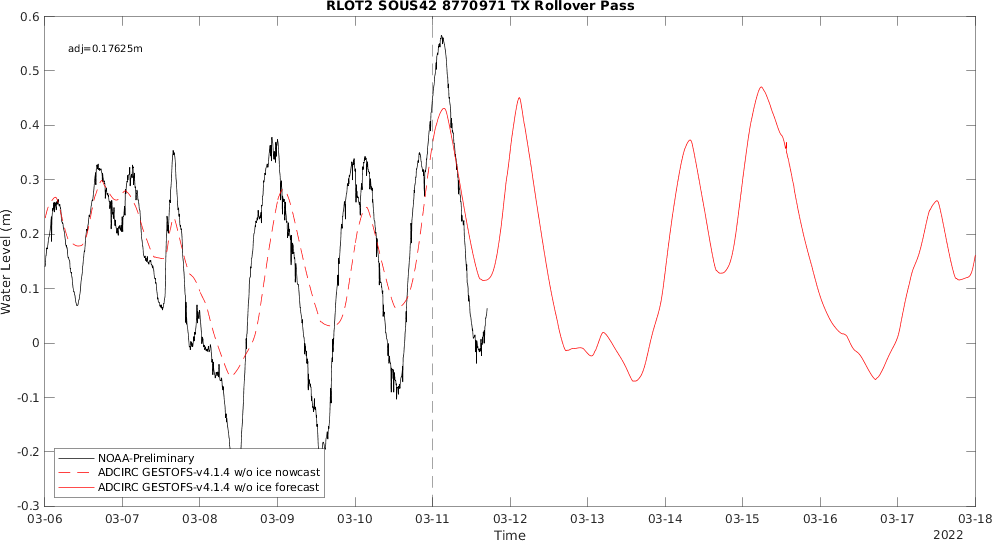 RLOT2 SOUS42 8770971 TX Rollover Pass
adj=0.17625m
0.6
0.5
0.4
0.3
0.2
0.1
0
-0.1
-0.2
-0.3
Water Level (m)
NOAA-Preliminary
ADCIRC GESTOFS-v4.1.4 w/o ice nowcast
ADCIRC GESTOFS-v4.1.4 w/o ice forecast
03-06 03-07 03-08 03-09 03-10 03-11 03-12 03-13 03-14 03-15 03-16 03-17 03-18
Time
2022